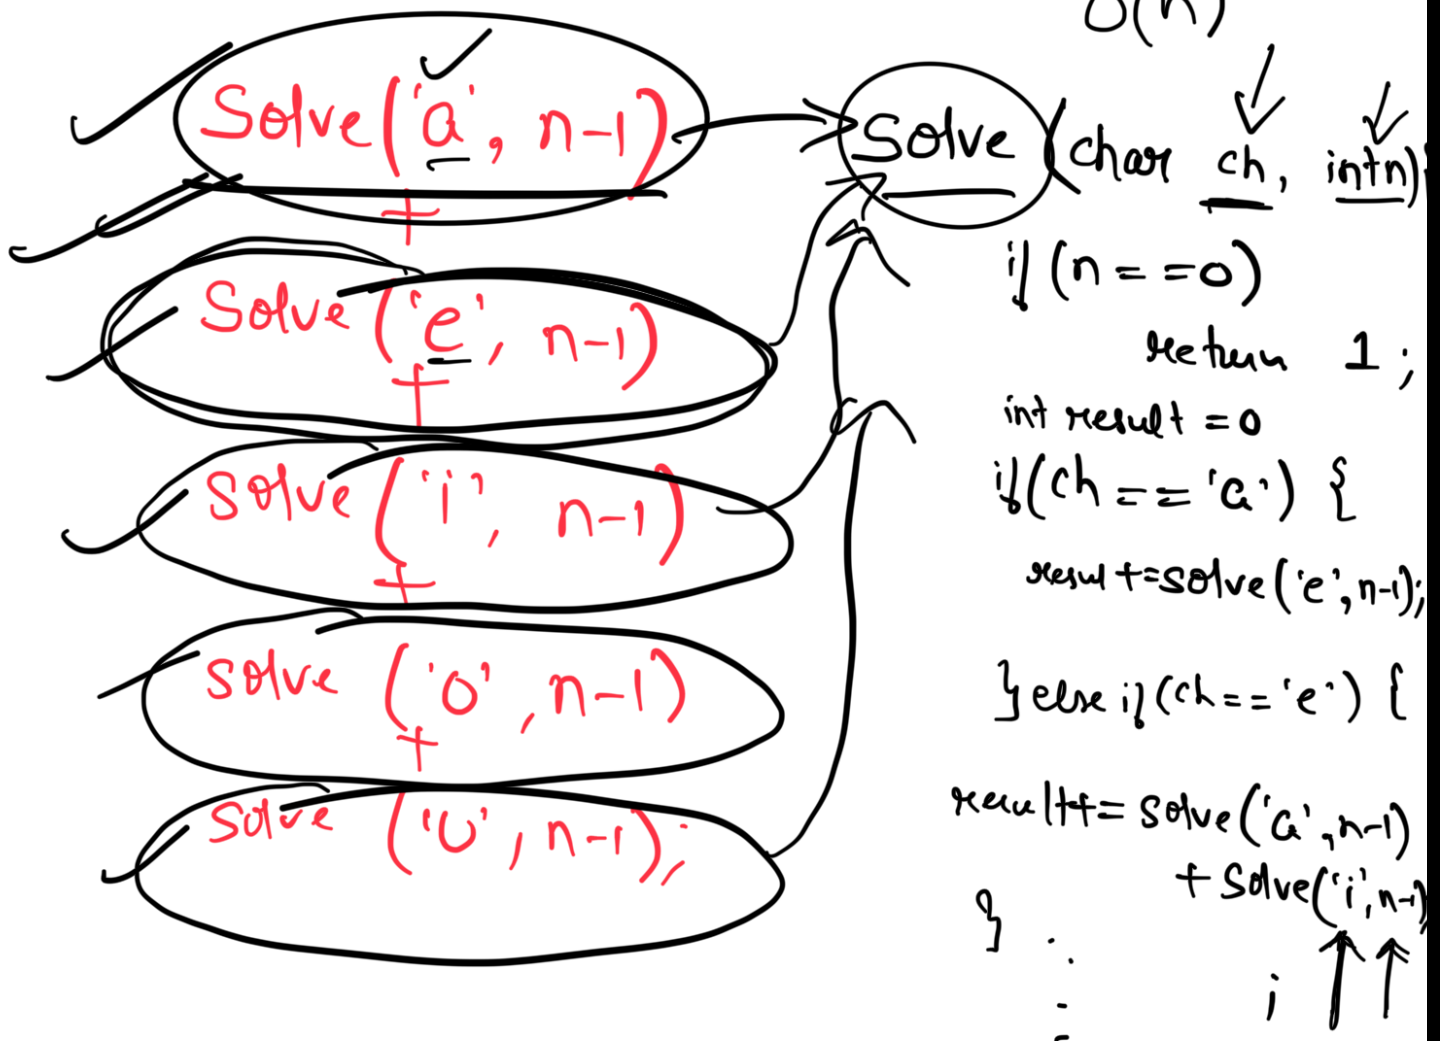 O(n)
Solve('a', n-1)
+
Solve('e', n-1)
+
Solve('i', n-1)
+
Solve('o', n-1)
+
Solve('U', n-1);
Solve(char ch, int n){
if (n==0)
return 1;
int result = 0
if(ch=='a') {
resul+=solve('e',n-1);
}else if(ch=='e') {
result+= solve('a',n-1)
+ Solve('i',n-1)
;
}